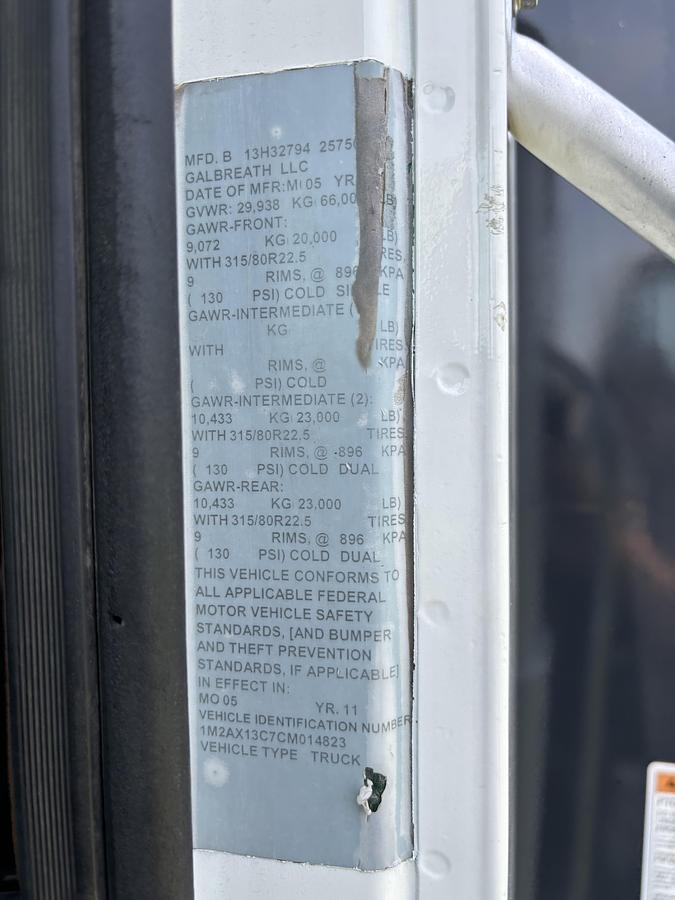 MFD. B 13H32794 2575
GALBREATH LLC
DATE OF MFR: MO 05 YR
GVWR: 29,938 KG 66,00 LB)
GAWR-FRONT:
9,072 KG 20,000 LB)
WITH 315/80R22.5 RES,
9 RIMS, @ 896 KPA
( 130 PSI) COLD SI LE
GAWR-INTERMEDIATE (
KG LB)
WITH TIRES,
RIMS, @ KPA
( PSI) COLD
GAWR-INTERMEDIATE (2):
10,433 KG 23,000 LB)
WITH 315/80R22.5 TIRES
9 RIMS, @ 896 KPA
( 130 PSI) COLD DUAL
GAWR-REAR:
10,433 KG 23,000 LB)
WITH 315/80R22.5 TIRES
9 RIMS, @ 896 KPA
( 130 PSI) COLD DUAL
THIS VEHICLE CONFORMS TO
ALL APPLICABLE FEDERAL
MOTOR VEHICLE SAFETY
STANDARDS, [AND BUMPER
AND THEFT PREVENTION
STANDARDS, IF APPLICABLE]
IN EFFECT IN:
MO 05 YR. 11
VEHICLE IDENTIFICATION NUMBER
1M2AX13C7CM014823
VEHICLE TYPE TRUCK